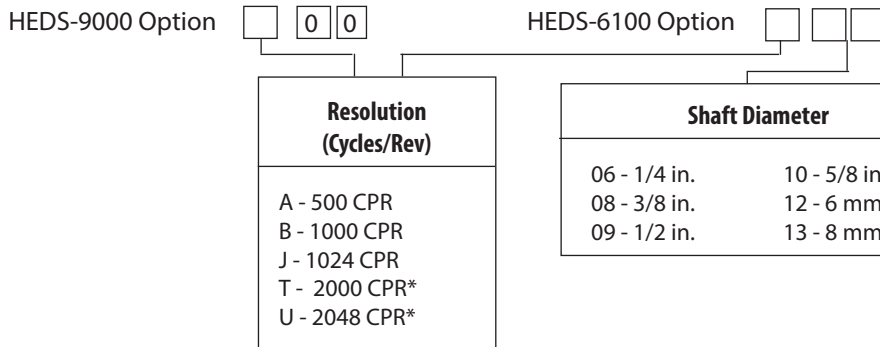 HEDS-9000 Option 0 0 HEDS-6100 Option
Resolution
(Cycles/Rev)
A - 500 CPR
B - 1000 CPR
J - 1024 CPR
T - 2000 CPR*
U - 2048 CPR*
Shaft Diameter
06 - 1/4 in. 10 - 5/8 in
08 - 3/8 in. 12 - 6 mm
09 - 1/2 in. 13 - 8 mm